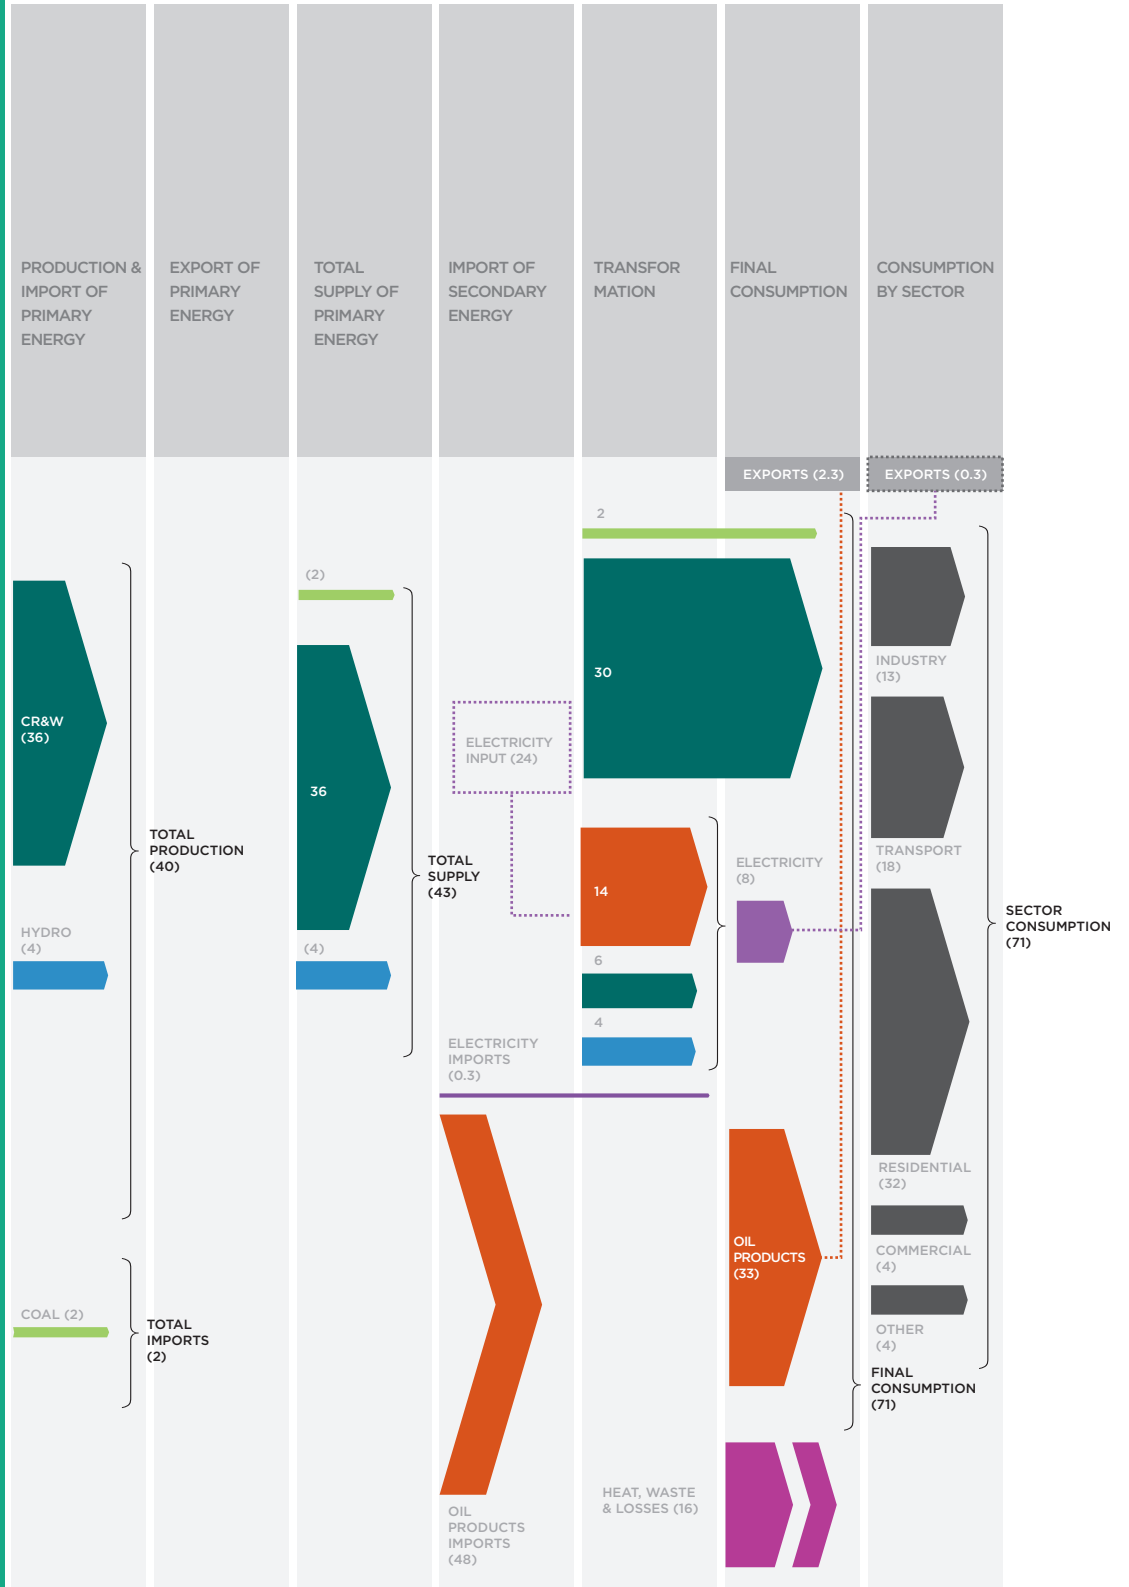 PRODUCTION &
IMPORT OF
PRIMARY
ENERGY
EXPORT OF
PRIMARY
ENERGY
TOTAL
SUPPLY OF
PRIMARY
ENERGY
IMPORT OF
SECONDARY
ENERGY
TRANSFOR
MATION
FINAL
CONSUMPTION
CONSUMPTION
BY SECTOR
EXPORTS (2.3)
EXPORTS (0.3)
CR&W
(36)
HYDRO
(4)
TOTAL
PRODUCTION
(40)
COAL (2)
TOTAL
IMPORTS
(2)
(2)
36
(4)
TOTAL
SUPPLY
(43)
ELECTRICITY
INPUT (24)
ELECTRICITY
IMPORTS
(0.3)
OIL
PRODUCTS
IMPORTS
(48)
2
30
14
6
4
HEAT, WASTE
& LOSSES (16)
ELECTRICITY
(8)
OIL
PRODUCTS
(33)
FINAL
CONSUMPTION
(71)
INDUSTRY
(13)
TRANSPORT
(18)
RESIDENTIAL
(32)
COMMERCIAL
(4)
OTHER
(4)
SECTOR
CONSUMPTION
(71)